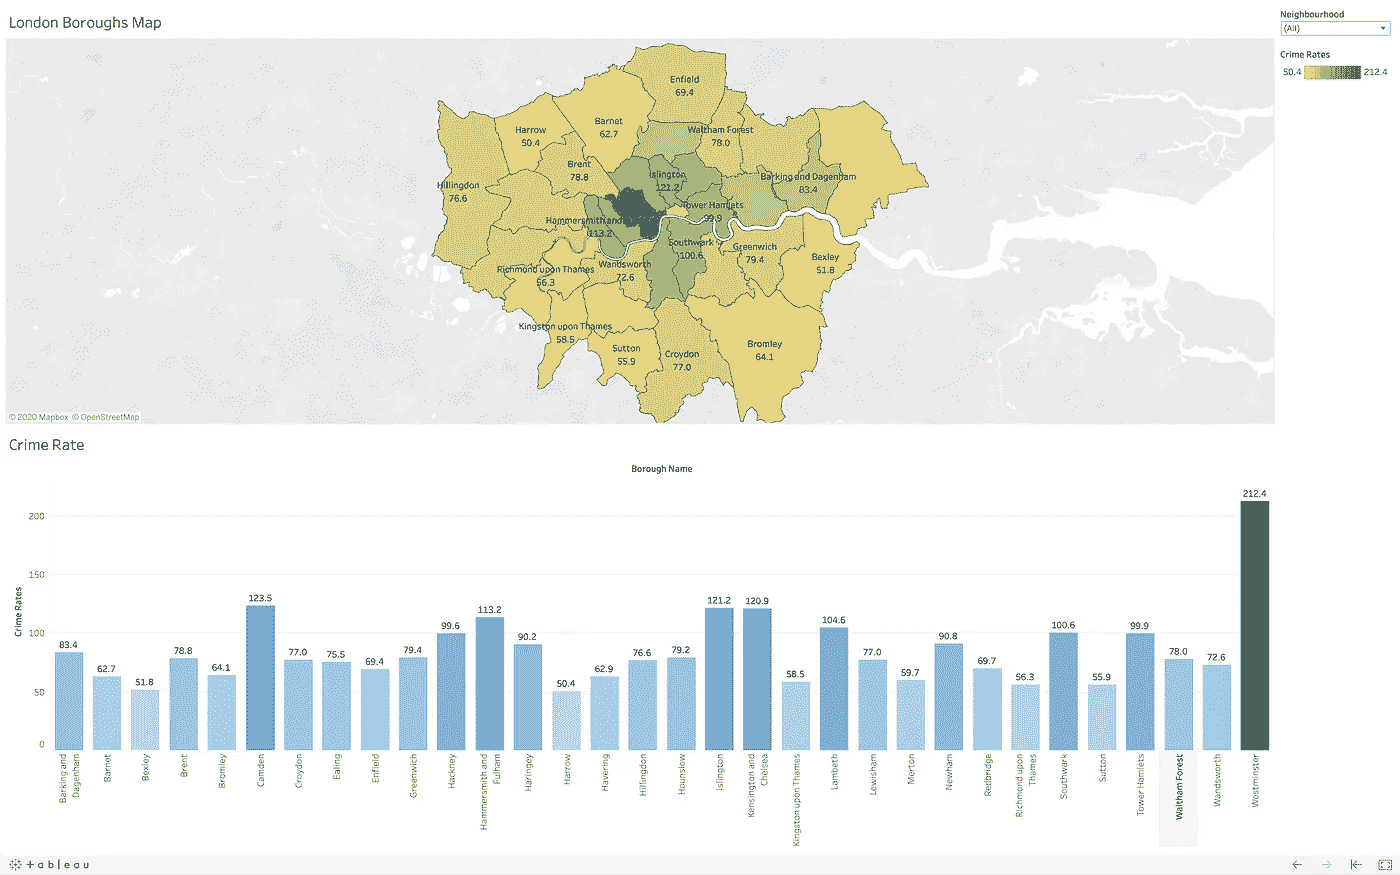 London Boroughs Map
Neighbourhood
(All)
Crime Rates
50.4 212.4
Enfield
69.4
Barnet
62.7
Harrow
50.4
Waltham Forest
78.0
Brent
78.8
Islington
121.2
Barking and Dagenham
83.4
Hillingdon
76.6
Tower Hamlets
99.9
Hammersmith and
113.2
Southwark
100.6
Greenwich
79.4
Bexley
51.8
Richmond upon Thames
56.3
Wandsworth
72.6
Kingston upon Thames
58.5
Sutton
55.9
Croydon
77.0
Bromley
64.1
© 2020 Mapbox © OpenStreetMap
Crime Rate
Borough Name
Crime Rates
200
150
100
50
0
83.4
62.7
51.8
78.8
64.1
123.5
77.0
75.5
69.4
79.4
99.6
113.2
90.2
50.4
62.9
76.6
79.2
121.2
120.9
58.5
104.6
77.0
59.7
90.8
69.7
56.3
100.6
55.9
99.9
78.0
72.6
212.4
Barking and
Dagenham
Barnet
Bexley
Brent
Bromley
Camden
Croydon
Ealing
Enfield
Greenwich
Hackney
Hammersmith and
Fulham
Haringey
Harrow
Havering
Hillingdon
Hounslow
Islington
Kensington and
Chelsea
Kingston upon Thames
Lambeth
Lewisham
Merton
Newham
Redbridge
Richmond upon
Thames
Southwark
Sutton
Tower Hamlets
Waltham Forest
Wandsworth
Westminster
+ a b | e a u